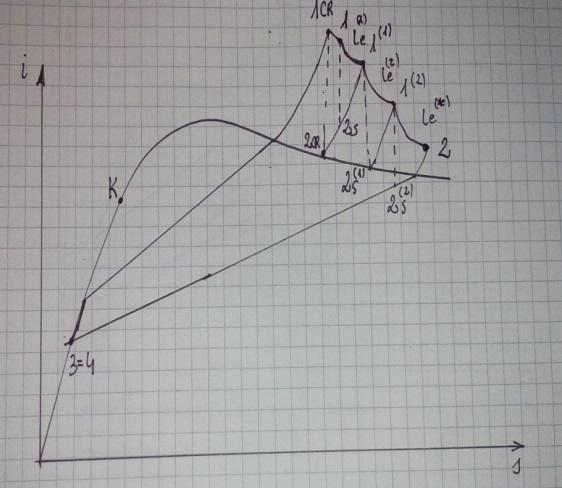 1CR 1(2) le 1(1)
le(2) 1(2)
i
le(x)
2CR 2S 2
K 2S(1) 2S(2)
3=4
s